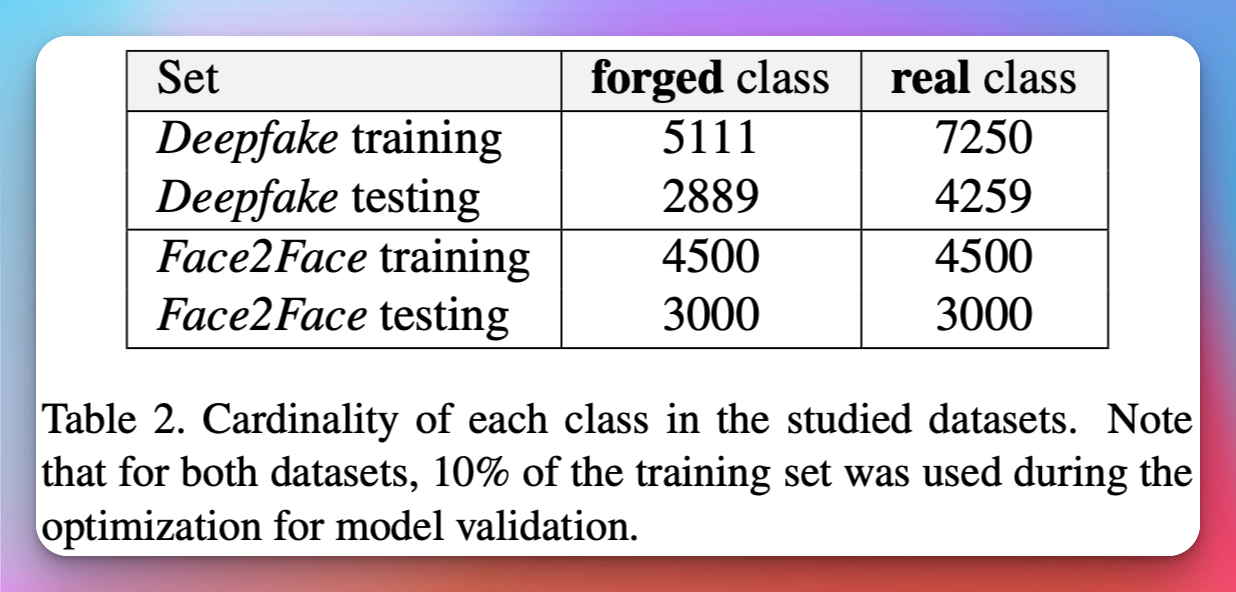 Set forged class real class
Deepfake training 5111 7250
Deepfake testing 2889 4259
Face2Face training 4500 4500
Face2Face testing 3000 3000
Table 2. Cardinality of each class in the studied datasets. Note
that for both datasets, 10% of the training set was used during the
optimization for model validation.